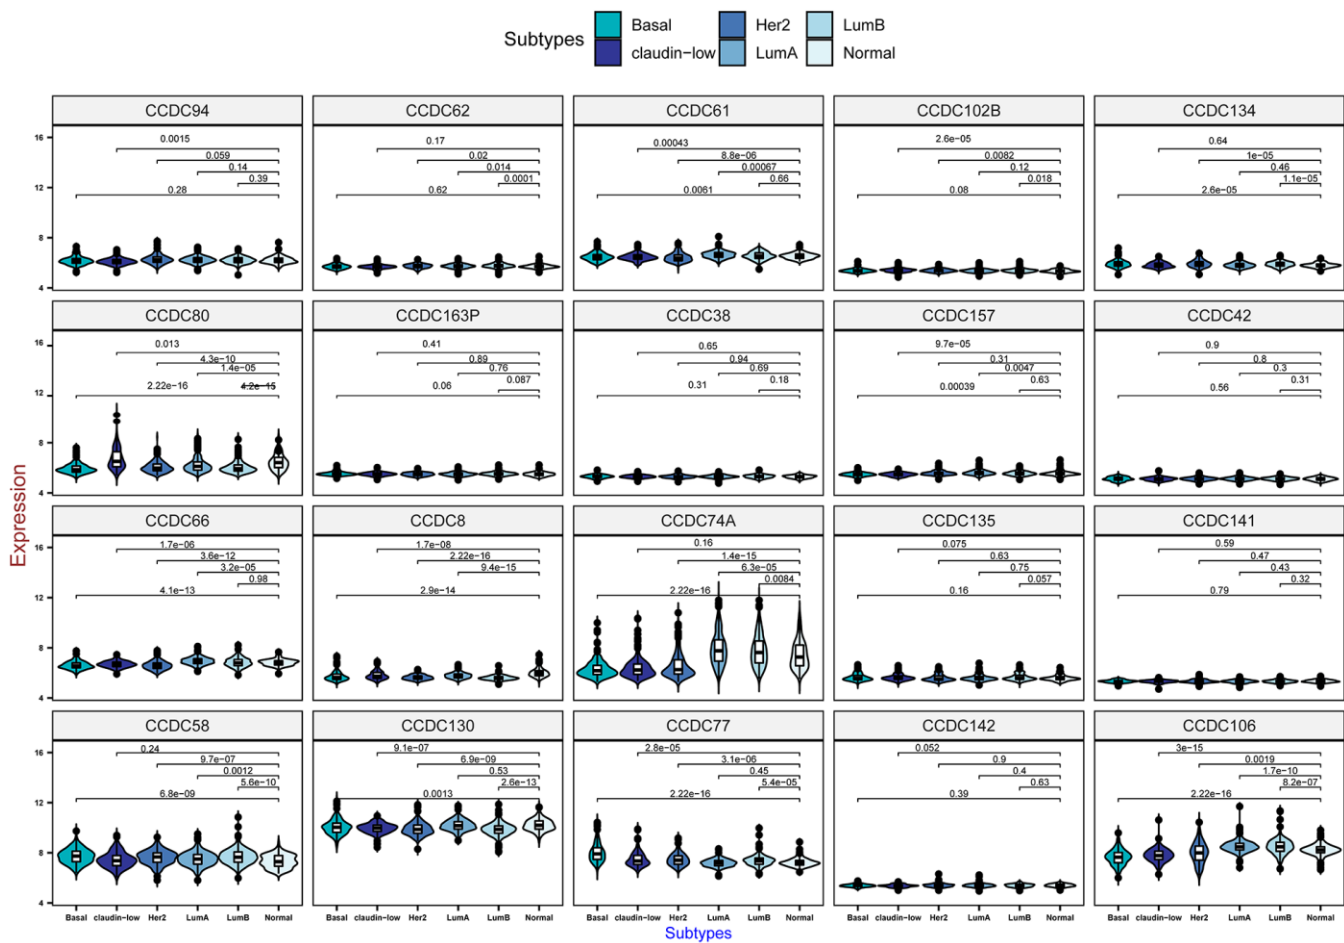 Subtypes
Basal
Her2
LumB
claudin-low
LumA
Normal
CCDC94
CCDC62
CCDC61
CCDC102B
CCDC134
16
12
8
4
0.0015
0.059
0.14
0.39
0.28
0.17
0.02
0.014
0.0001
0.62
0.00043
8.8e-06
0.00067
0.66
0.0061
2.6e-05
0.0082
0.12
0.018
0.08
0.64
1e-05
0.46
1.1e-05
2.6e-05
CCDC80
CCDC163P
CCDC38
CCDC157
CCDC42
16
12
8
4
0.013
4.3e-10
1.4e-05
4.2e-15
2.22e-16
0.41
0.89
0.76
0.087
0.06
0.65
0.94
0.69
0.18
0.31
9.7e-05
0.31
0.0047
0.63
0.00039
0.9
0.8
0.3
0.31
0.56
Expression
CCDC66
CCDC8
CCDC74A
CCDC135
CCDC141
16
12
8
4
1.7e-06
3.6e-12
3.2e-05
0.98
4.1e-13
1.7e-08
2.22e-16
9.4e-15
2.9e-14
0.16
1.4e-15
6.3e-05
0.0084
2.22e-16
0.075
0.63
0.75
0.057
0.16
0.59
0.47
0.43
0.32
0.79
CCDC58
CCDC130
CCDC77
CCDC142
CCDC106
16
12
8
4
0.24
9.7e-07
0.0012
5.6e-10
6.8e-09
9.1e-07
6.9e-09
0.53
2.6e-13
0.0013
2.8e-05
3.1e-06
0.45
5.4e-05
2.22e-16
0.052
0.9
0.4
0.63
0.39
3e-15
0.0019
1.7e-10
8.2e-07
2.22e-16
Basal claudin-low Her2 LumA LumB Normal
Basal claudin-low Her2 LumA LumB Normal
Basal claudin-low Her2 LumA LumB Normal
Basal claudin-low Her2 LumA LumB Normal
Basal claudin-low Her2 LumA LumB Normal
Subtypes